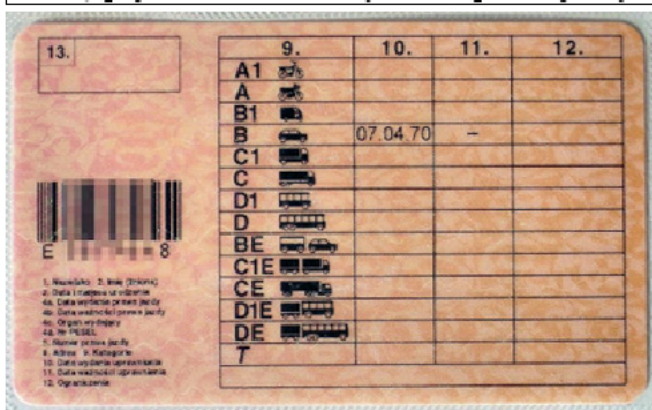 13.
9. 10. 11. 12.
A1
A
B1
B 07.04.70 –
C1
C
D1
D
BE
C1E
CE
D1E
DE
T
E 8
1. Nazwisko 2. Imię (imiona)
3. Data i miejsce urodzenia
4a. Data wydania prawa jazdy
4b. Data ważności prawa jazdy
4c. Organ wydający
4d. Nr PESEL
5. Numer prawa jazdy
8. Adres 9. Kategorie
10. Data wydania uprawnienia
11. Data ważności uprawnienia
12. Ograniczenia